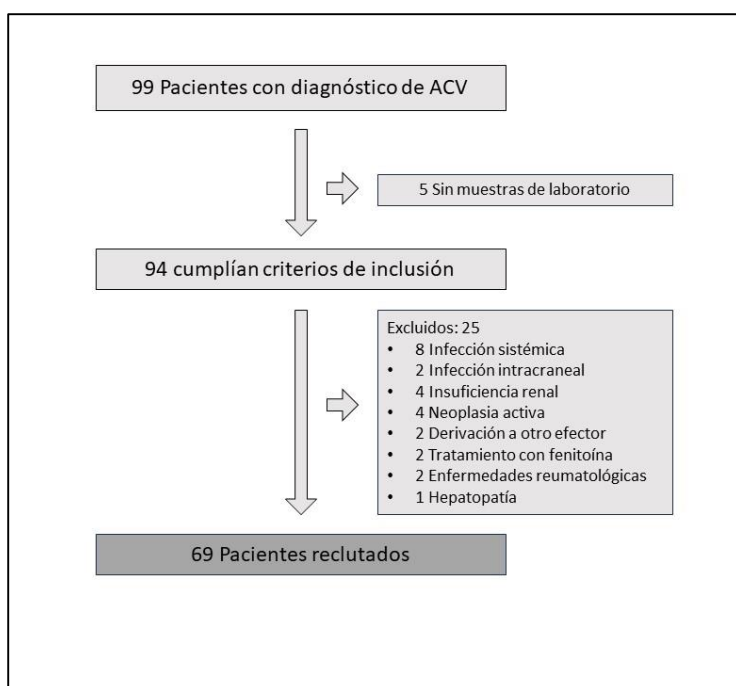 99 Pacientes con diagnóstico de ACV
5 Sin muestras de laboratorio
94 cumplían criterios de inclusión
Excluidos: 25
• 8 Infección sistémica
• 2 Infección intracraneal
• 4 Insuficiencia renal
• 4 Neoplasia activa
• 2 Derivación a otro efector
• 2 Tratamiento con fenitoína
• 2 Enfermedades reumatológicas
• 1 Hepatopatía
69 Pacientes reclutados